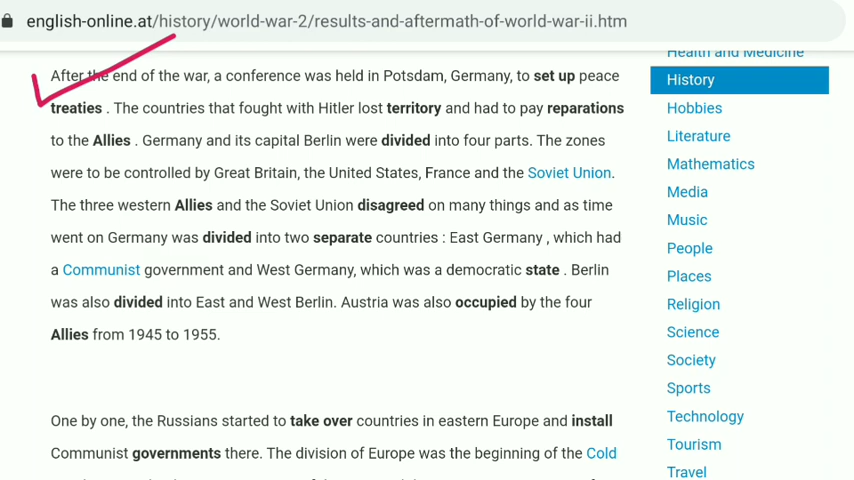 english-online.at/history/world-war-2/results-and-aftermath-of-world-war-ii.htm
After the end of the war, a conference was held in Potsdam, Germany, to set up peace
treaties . The countries that fought with Hitler lost territory and had to pay reparations
to the Allies . Germany and its capital Berlin were divided into four parts. The zones
were to be controlled by Great Britain, the United States, France and the Soviet Union.
The three western Allies and the Soviet Union disagreed on many things and as time
went on Germany was divided into two separate countries : East Germany , which had
a Communist government and West Germany, which was a democratic state . Berlin
was also divided into East and West Berlin. Austria was also occupied by the four
Allies from 1945 to 1955.
One by one, the Russians started to take over countries in eastern Europe and install
Communist governments there. The division of Europe was the beginning of the Cold
Health and Medicine
History
Hobbies
Literature
Mathematics
Media
Music
People
Places
Religion
Science
Society
Sports
Technology
Tourism
Travel